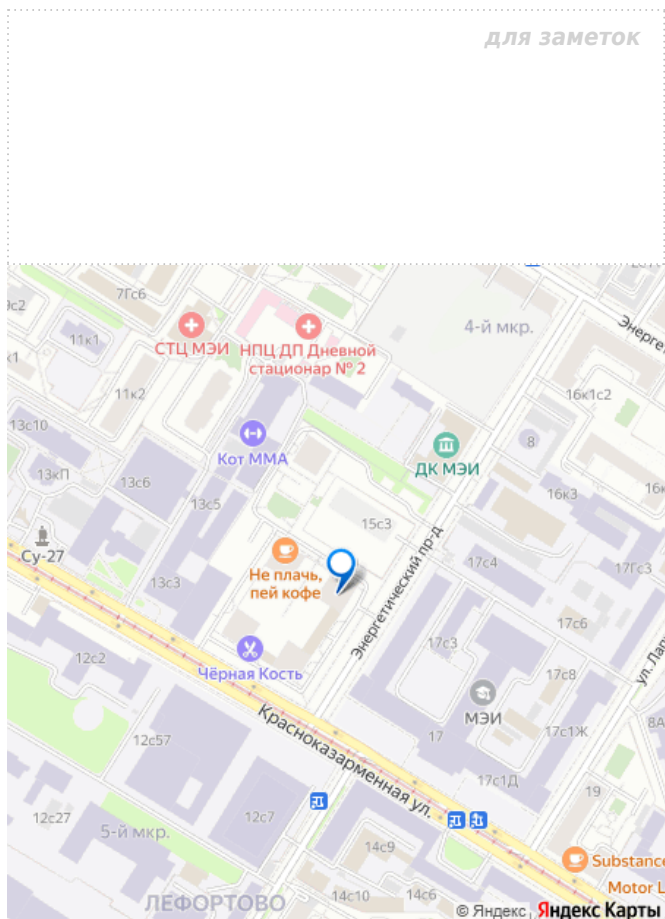 для заметок
9с2
7Гс6
4-й мкр.
Энерге
11к1
СТЦ МЭИ
НПЦ ДП Дневной
стационар № 2
к1
11к2
16к1с2
13с10
Кот ММА
8
ДК МЭИ
13кП
13с6
16к3
16к
13с5
15с3
Су-27
Не плачь,
пей кофе
17с4
17Гс3
13с3
Энергетический пр-д
17с6
12с2
17с3
Чёрная Кость
17с8
ул. Лап
МЭИ
8А
Красноказарменная ул.
17
17с1Ж
12с57
17с1Д
19
12с27
5-й мкр.
12с7
14с9
Substance
Motor L
ЛЕФОРТОВО
14с10
14с6
© Яндекс
Яндекс Карты